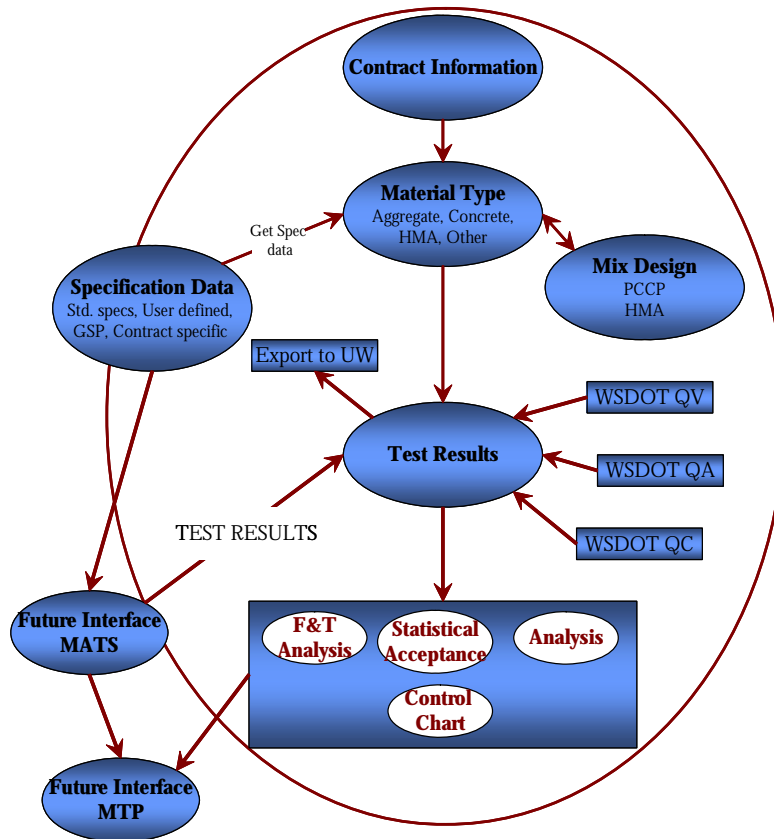 Contract Information
Material Type
Aggregate, Concrete,
HMA, Other
Get Spec
data
Mix Design
PCCP
HMA
Specification Data
Std. specs, User defined,
GSP, Contract specific
Export to UW
WSDOT QV
Test Results
WSDOT QA
TEST RESULTS
WSDOT QC
Future Interface
MATS
F&T
Analysis
Statistical
Acceptance
Analysis
Control
Chart
Future Interface
MTP